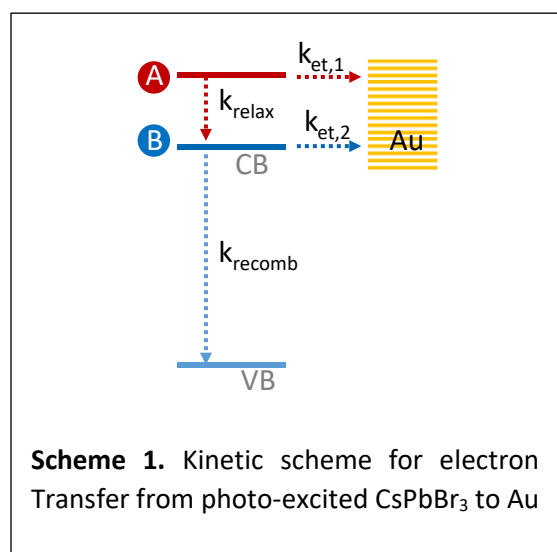 A
k_et,1
k_relax
B
k_et,2
Au
CB
k_recomb
VB
Scheme 1. Kinetic scheme for electron
Transfer from photo-excited CsPbBr₃ to Au